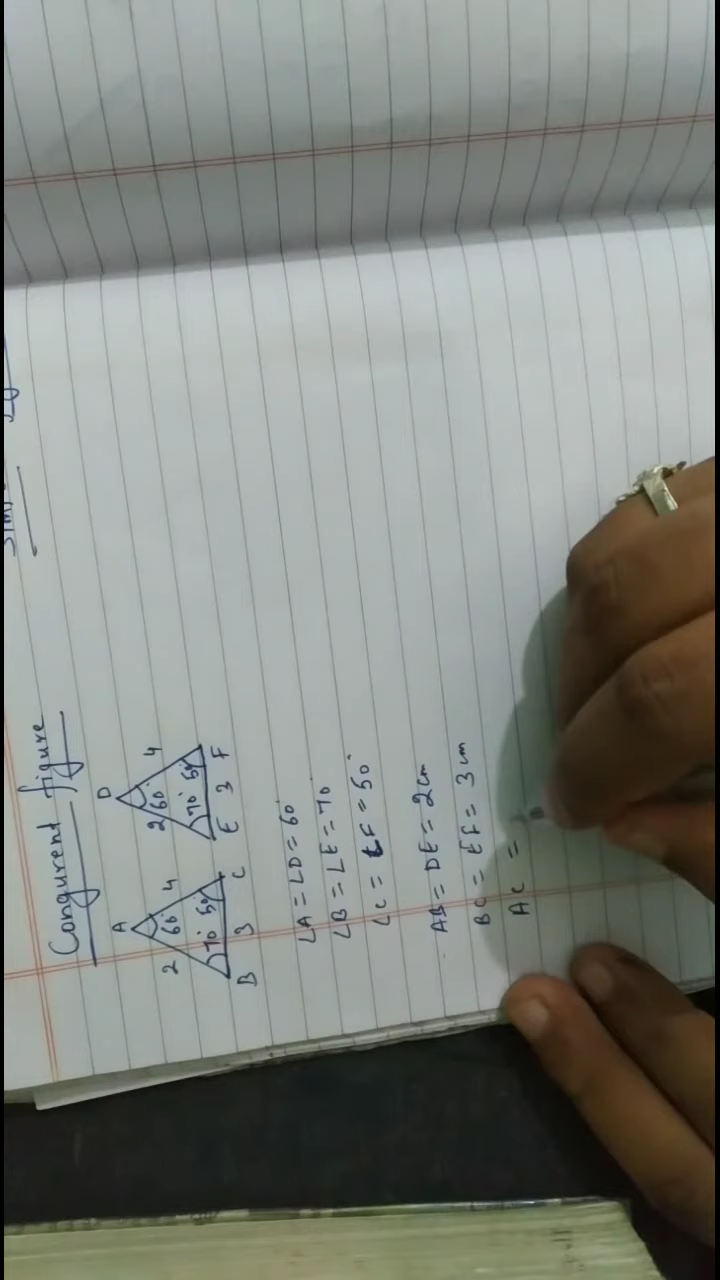 Congurent figure
A D
2 60° 4 2 60° 4
70° 50° 70° 50°
B 3 C E 3 F
∠A = ∠D = 60°
∠B = ∠E = 70°
∠C = ∠F = 50°
AB = DE = 2cm
BC = EF = 3cm
AC =